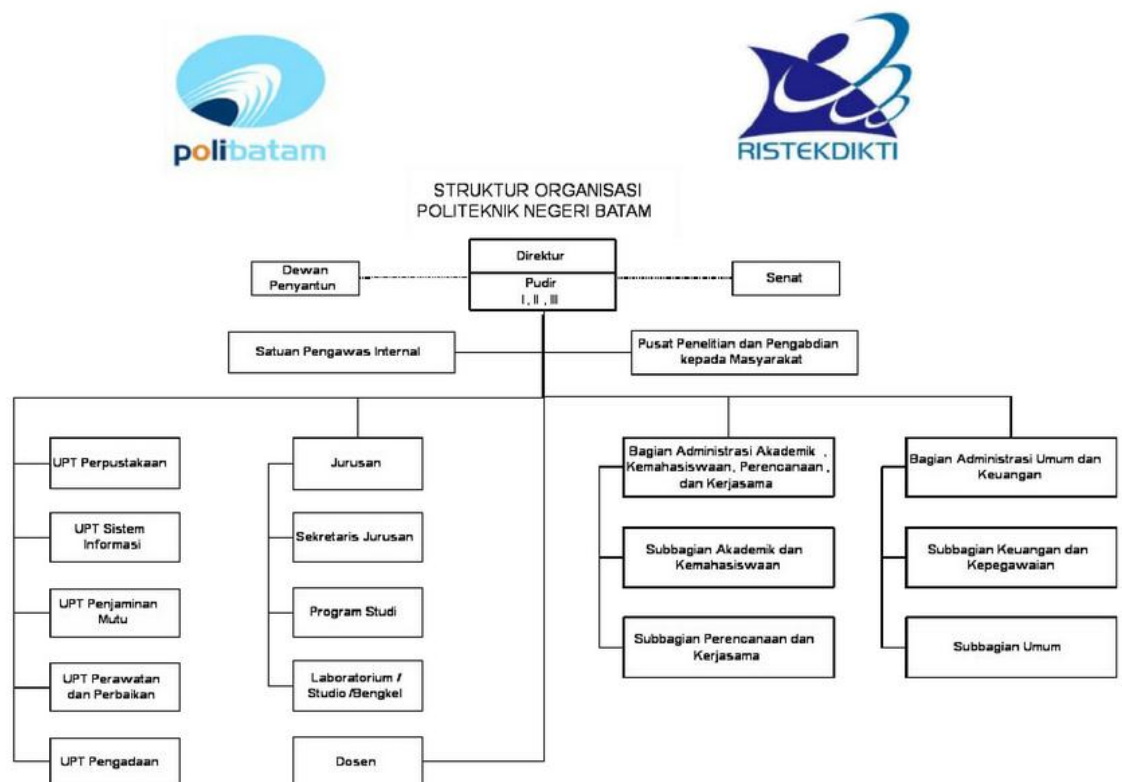 polibatam
RISTEKDIKTI
STRUKTUR ORGANISASI
POLITEKNIK NEGERI BATAM
Direktur
Dewan
Penyantun
Pudir
I , II , III
Senat
Satuan Pengawas Internal
Pusat Penelitian dan Pengabdian
kepada Masyarakat
UPT Perpustakaan
Jurusan
Bagian Administrasi Akademik ,
Kemahasiswaan, Perencanaan ,
dan Kerjasama
Bagian Administrasi Umum dan
Keuangan
UPT Sistem
Informasi
Sekretaris Jurusan
Subbagian Akademik dan
Kemahasiswaan
Subbagian Keuangan dan
Kepegawaian
UPT Penjaminan
Mutu
Program Studi
Subbagian Perencanaan dan
Kerjasama
Subbagian Umum
UPT Perawatan
dan Perbaikan
Laboratorium /
Studio /Bengkel
UPT Pengadaan
Dosen